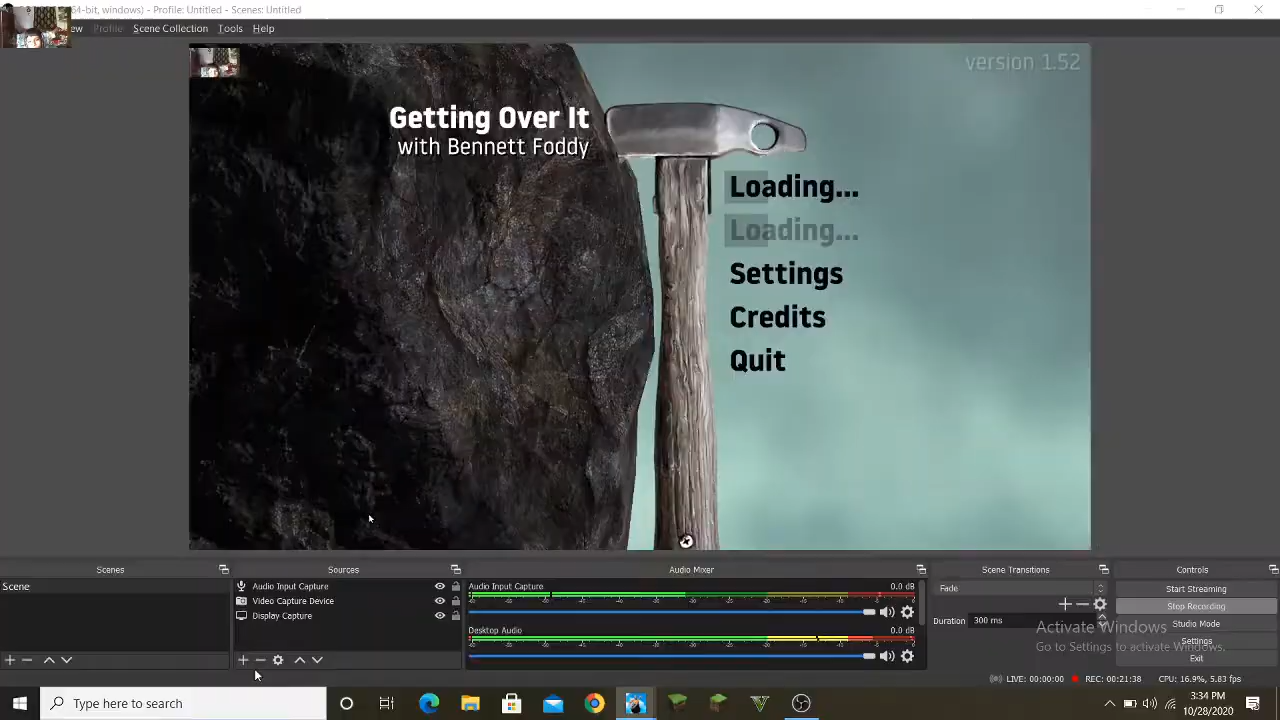 64-bit, windows) - Profile: Untitled - Scenes: Untitled
Profile
Scene Collection
Tools
Help
version 1.52
Getting Over It
with Bennett Foddy
Loading...
Loading...
Settings
Credits
Quit
Scenes
Sources
Audio Mixer
Scene Transitions
Controls
Scene
Audio Input Capture
Video Capture Device
Display Capture
Audio Input Capture
0.0 dB
Desktop Audio
0.0 dB
Fade
Duration
300 ms
Start Streaming
Stop Recording
Studio Mode
Settings
Exit
Activate Windows
Go to Settings to activate Windows.
LIVE: 00:00:00
REC: 00:21:38
CPU: 16.9%, 5.83 fps
Type here to search
3:34 PM
10/28/2020